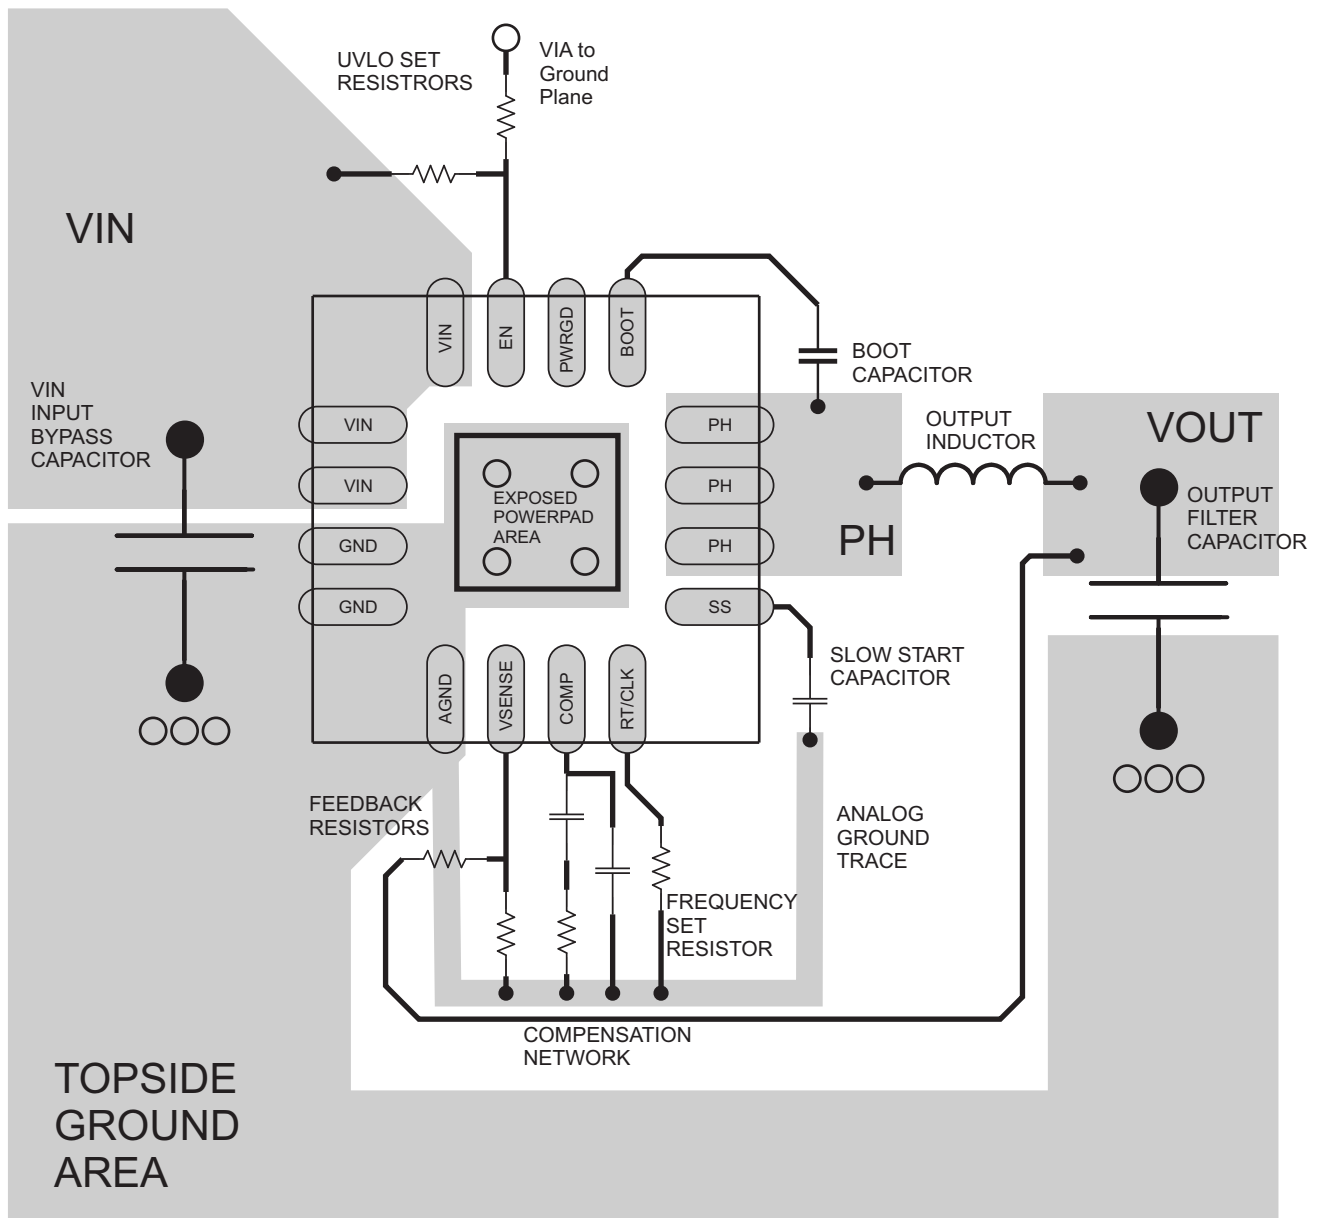 UVLO SET
RESISTRORS
VIA to
Ground
Plane
VIN
VIN
EN
PWRGD
BOOT
BOOT
CAPACITOR
VIN
INPUT
BYPASS
CAPACITOR
VIN
VIN
GND
GND
EXPOSED
POWERPAD
AREA
PH
PH
PH
SS
OUTPUT
INDUCTOR
PH
VOUT
OUTPUT
FILTER
CAPACITOR
AGND
VSENSE
COMP
RT/CLK
SLOW START
CAPACITOR
FEEDBACK
RESISTORS
ANALOG
GROUND
TRACE
FREQUENCY
SET
RESISTOR
COMPENSATION
NETWORK
TOPSIDE
GROUND
AREA